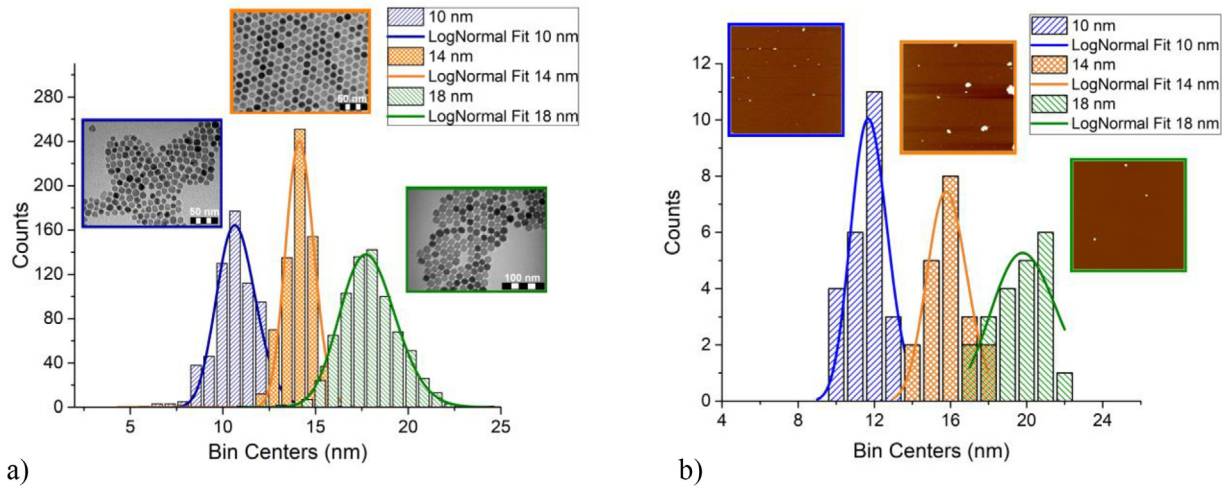 10 nm
LogNormal Fit 10 nm
14 nm
LogNormal Fit 14 nm
18 nm
LogNormal Fit 18 nm
50 nm
50 nm
100 nm
280
240
200
160
120
80
40
0
Counts
5
10
15
20
25
Bin Centers (nm)
a)
10 nm
LogNormal Fit 10 nm
14 nm
LogNormal Fit 14 nm
18 nm
LogNormal Fit 18 nm
12
10
8
6
4
2
0
Counts
4
8
12
16
20
24
Bin Centers (nm)
b)